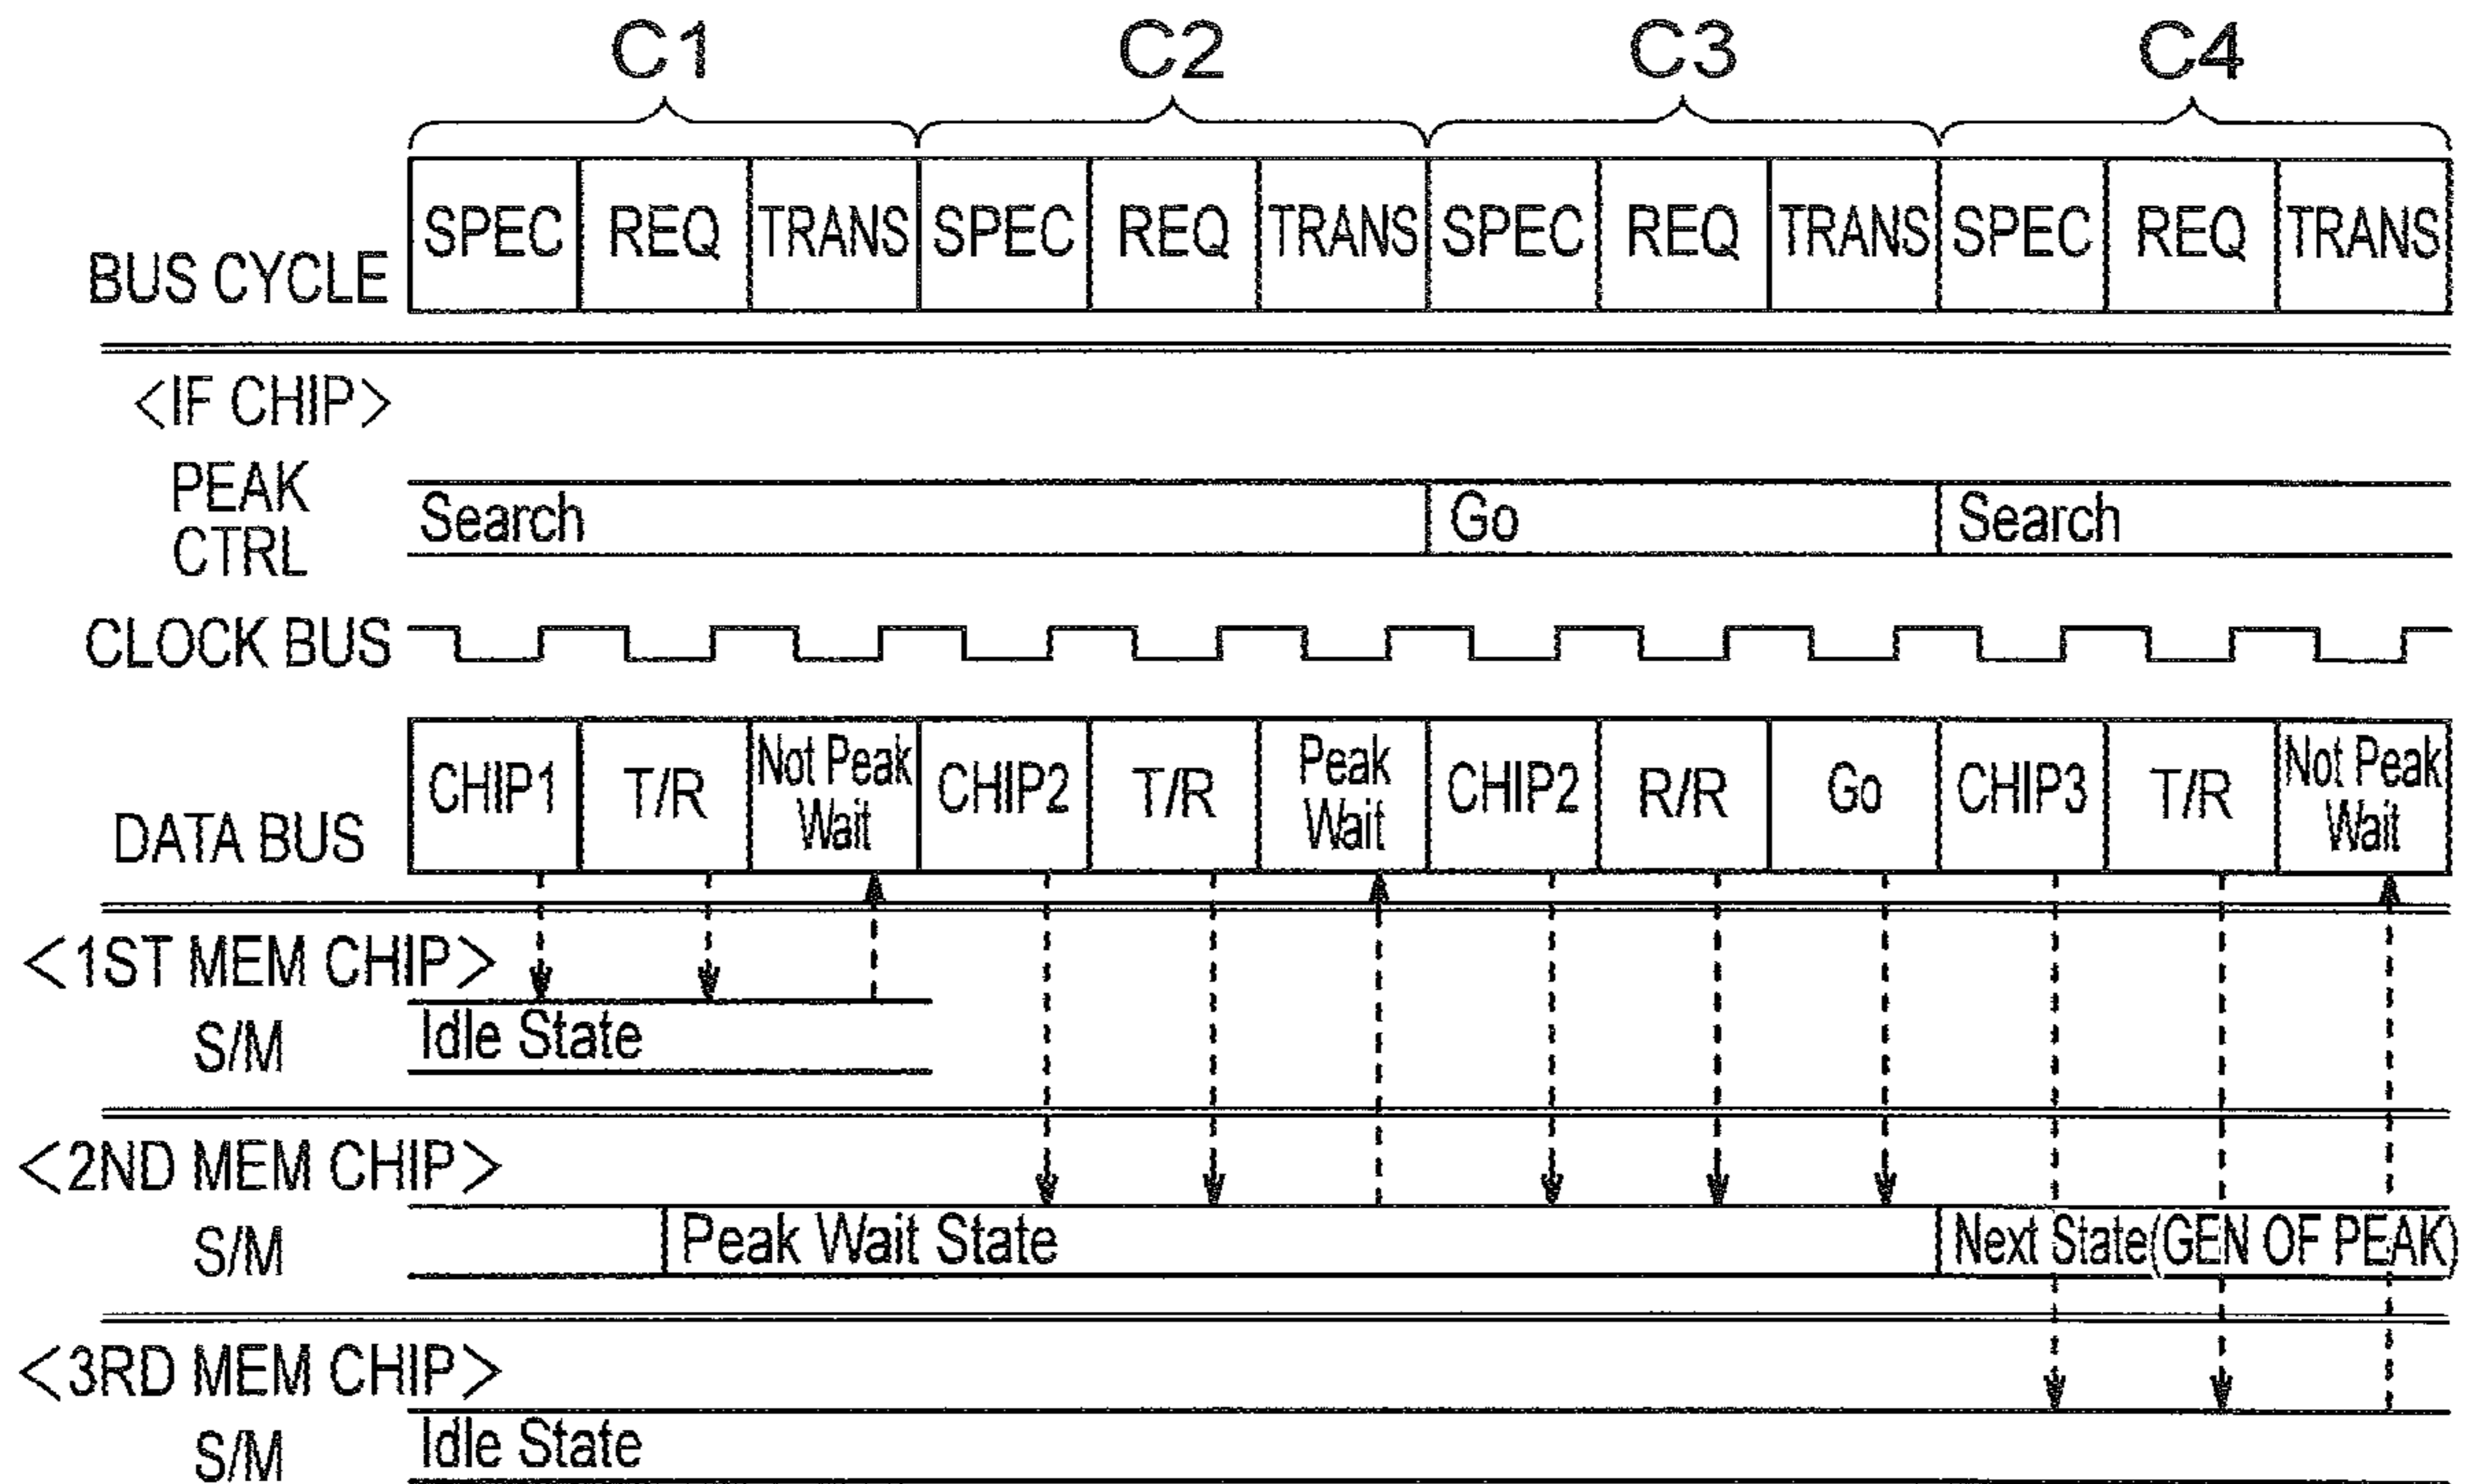 C1 C2 C3 C4
BUS CYCLE SPEC REQ TRANS SPEC REQ TRANS SPEC REQ TRANS SPEC REQ TRANS
<IF CHIP>
PEAK
CTRL
Search Go Search
CLOCK BUS
DATA BUS CHIP1 T/R Not Peak Wait CHIP2 T/R Peak Wait CHIP2 R/R Go CHIP3 T/R Not Peak Wait
<1ST MEM CHIP>
S/M Idle State
<2ND MEM CHIP>
S/M Peak Wait State Next State(GEN OF PEAK)
<3RD MEM CHIP>
S/M Idle State